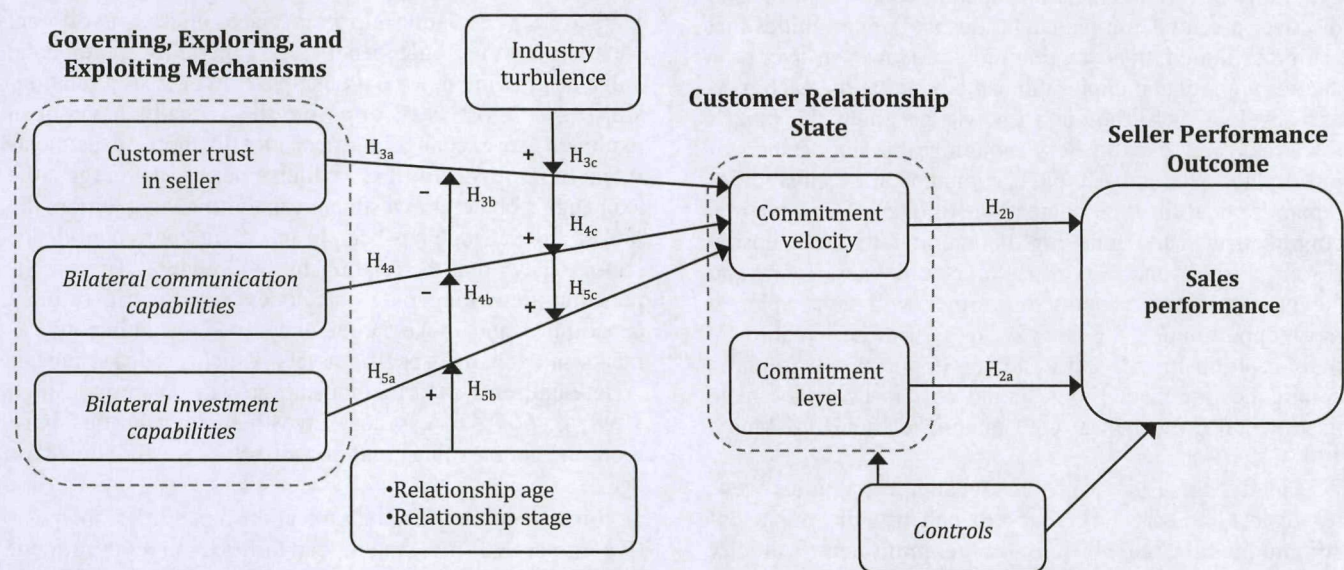 Governing, Exploring, and
Exploiting Mechanisms
Customer trust
in seller
Bilateral communication
capabilities
Bilateral investment
capabilities
Industry
turbulence
H3a
+
H3c
−
H3b
H4a
+
H4c
−
H4b
H5a
+
H5c
+
H5b
•Relationship age
•Relationship stage
Customer Relationship
State
Commitment
velocity
Commitment
level
H2b
H2a
Controls
Seller Performance
Outcome
Sales
performance